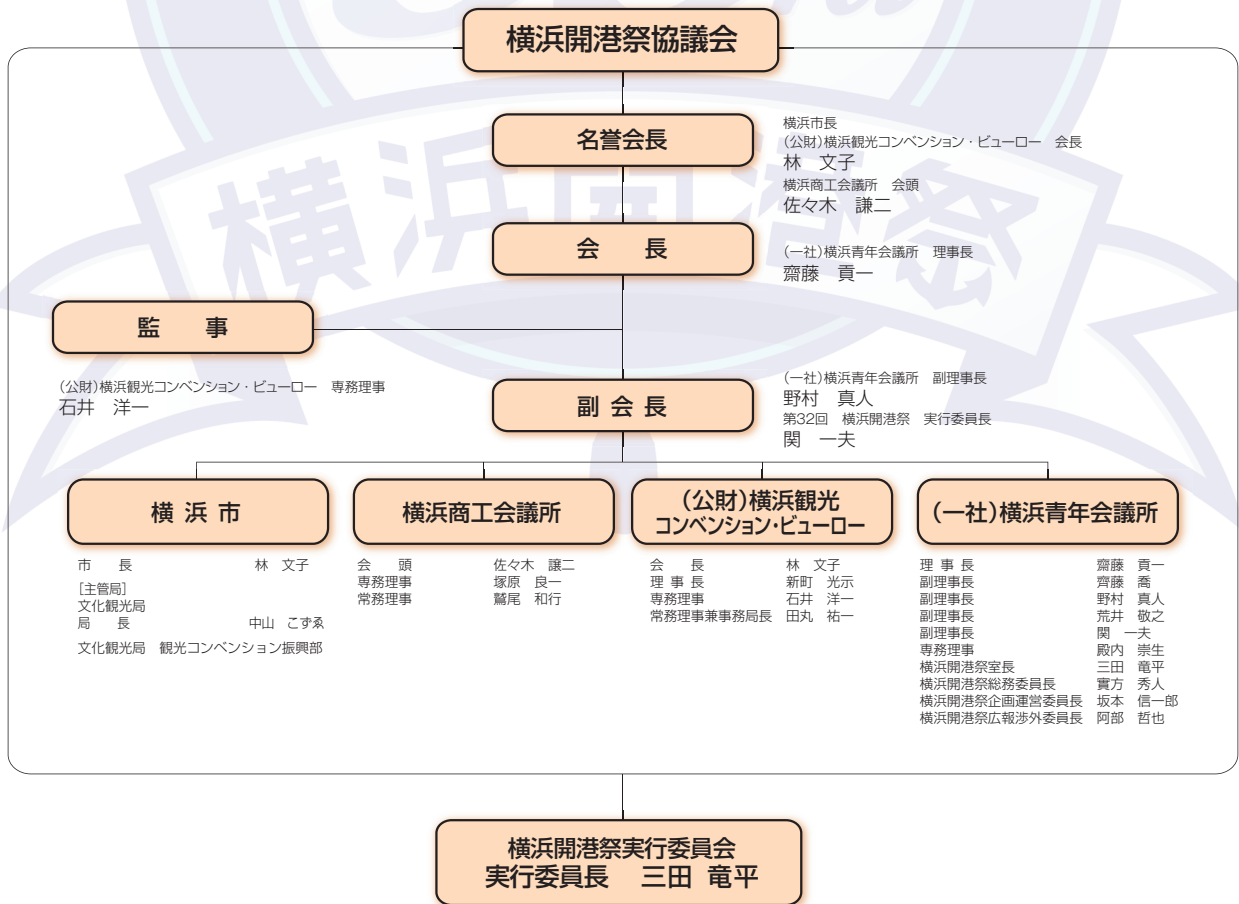 横浜開港祭協議会
名誉会長
横浜市長
(公財)横浜観光コンベンション・ビューロー　会長
林　文子
横浜商工会議所　会頭
佐々木　謙二
会　長
(一社)横浜青年会議所　理事長
齋藤　貢一
監　事
(公財)横浜観光コンベンション・ビューロー　専務理事
石井　洋一
副会長
(一社)横浜青年会議所　副理事長
野村　真人
第32回　横浜開港祭　実行委員長
関　一夫
横浜市
市　長　林　文子
［主管局］
文化観光局
局　長　中山　こずゑ
文化観光局　観光コンベンション振興部
横浜商工会議所
会　頭　佐々木　譲二
専務理事　塚原　良一
常務理事　鷲尾　和行
(公財)横浜観光
コンベンション・ビューロー
会　長　林　文子
理事長　新町　光示
専務理事　石井　洋一
常務理事兼事務局長　田丸　祐一
(一社)横浜青年会議所
理事長　齋藤　貢一
副理事長　齊藤　喬
副理事長　野村　真人
副理事長　荒井　敬之
副理事長　関　一夫
専務理事　殿内　崇生
横浜開港祭室長　三田　竜平
横浜開港祭総務委員長　實方　秀人
横浜開港祭企画運営委員長　坂本　信一郎
横浜開港祭広報渉外委員長　阿部　哲也
横浜開港祭実行委員会
実行委員長　三田　竜平
横浜開港祭